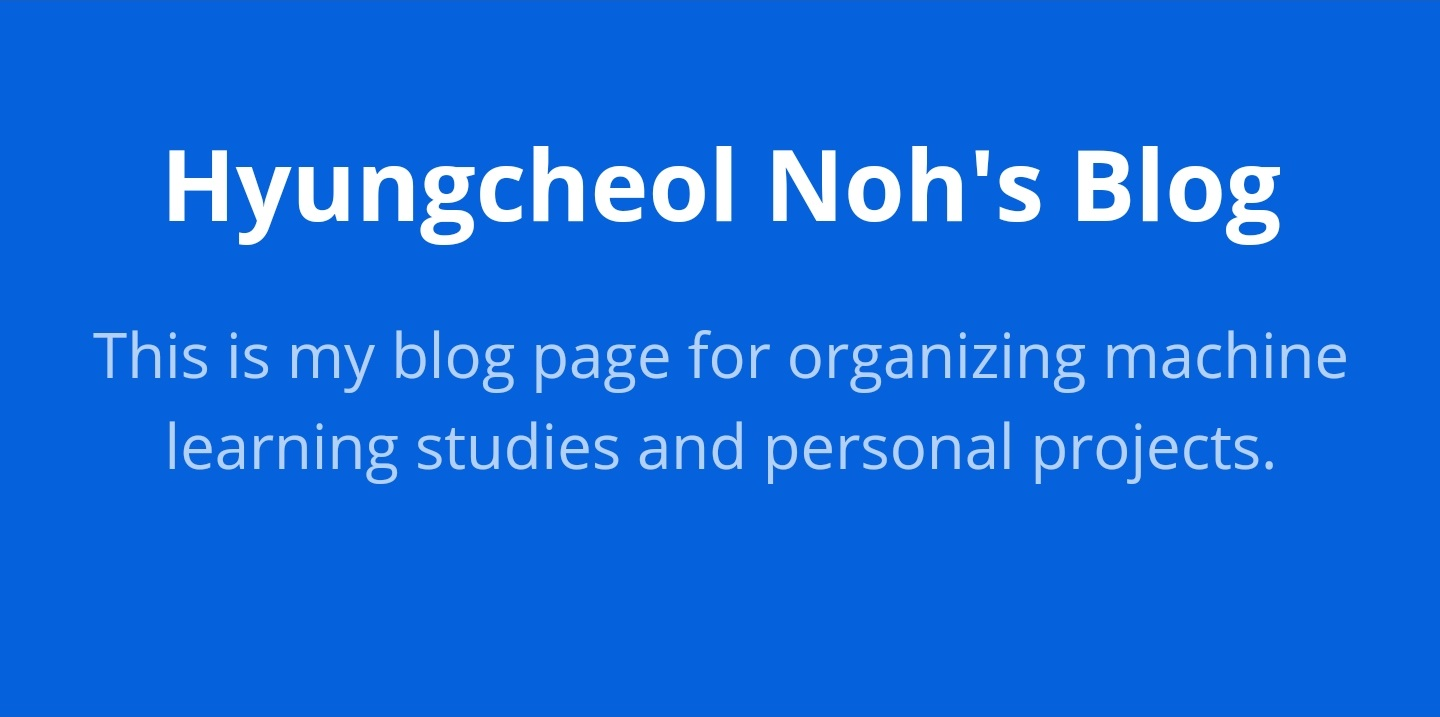 Hyungcheol Noh's Blog
This is my blog page for organizing machine
learning studies and personal projects.